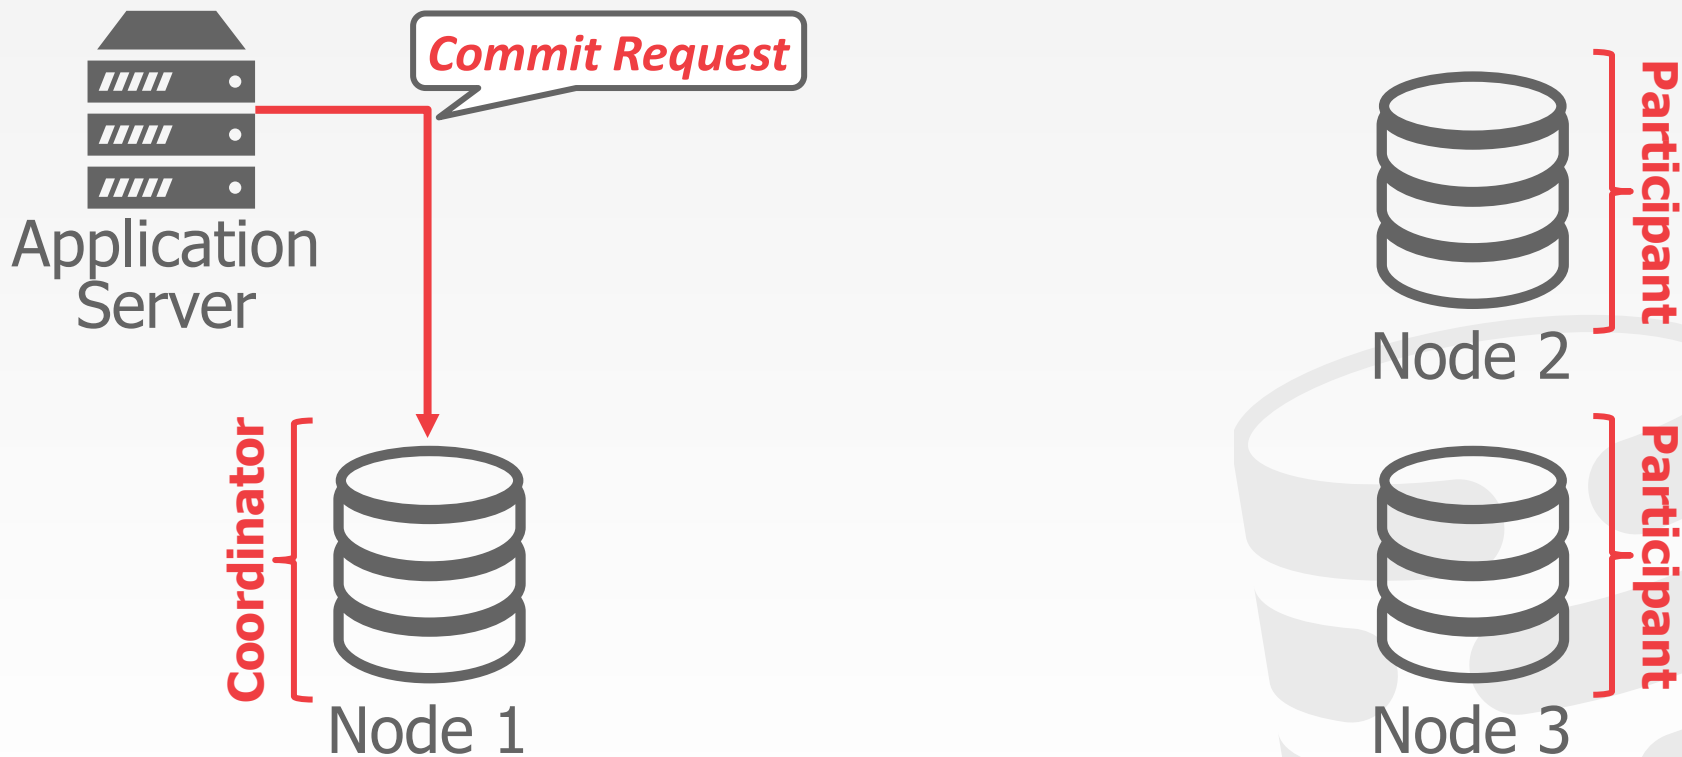 Commit Request
Application
Server
Participant
Node 2
Coordinator
Node 1
Participant
Node 3